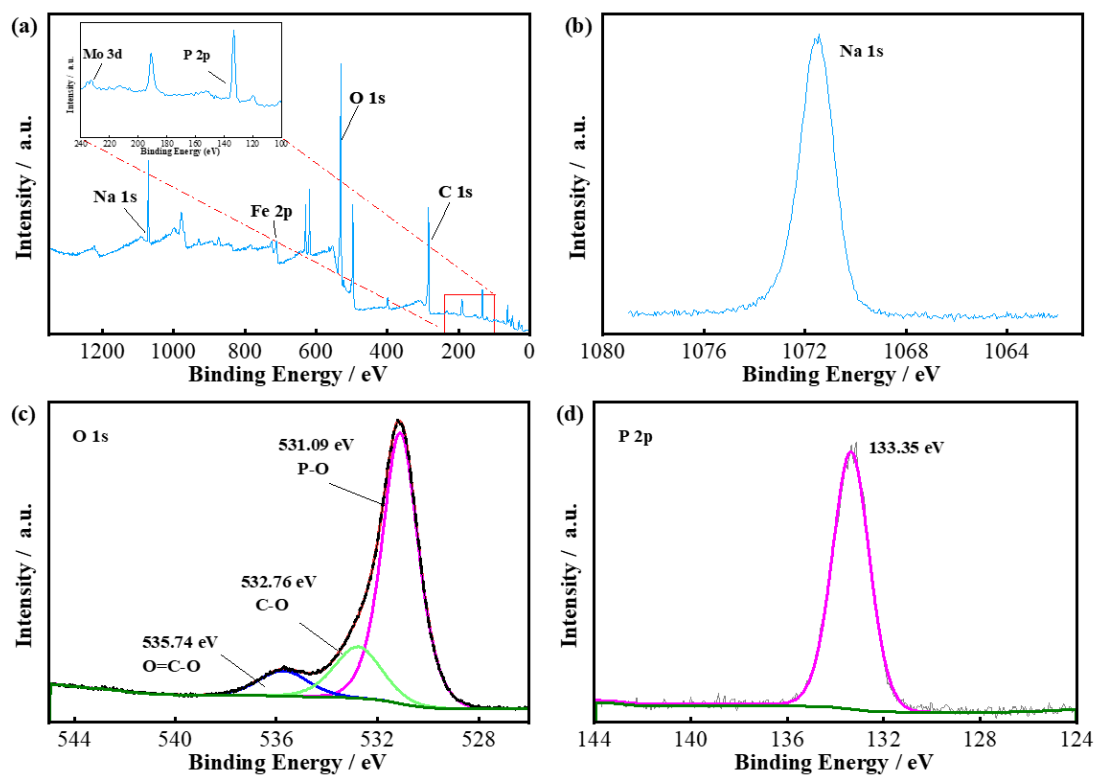 (a)
Mo 3d
P 2p
Intensity / a.u.
240 220 200 180 160 140 120 100
Binding Energy (eV)
O 1s
C 1s
Na 1s
Fe 2p
Intensity / a.u.
1200 1000 800 600 400 200 0
Binding Energy / eV
(b)
Na 1s
Intensity / a.u.
1080 1076 1072 1068 1064
Binding Energy / eV
(c)
O 1s
531.09 eV
P-O
532.76 eV
C-O
535.74 eV
O=C-O
Intensity / a.u.
544 540 536 532 528
Binding Energy / eV
(d)
P 2p
133.35 eV
Intensity / a.u.
144 140 136 132 128 124
Binding Energy / eV